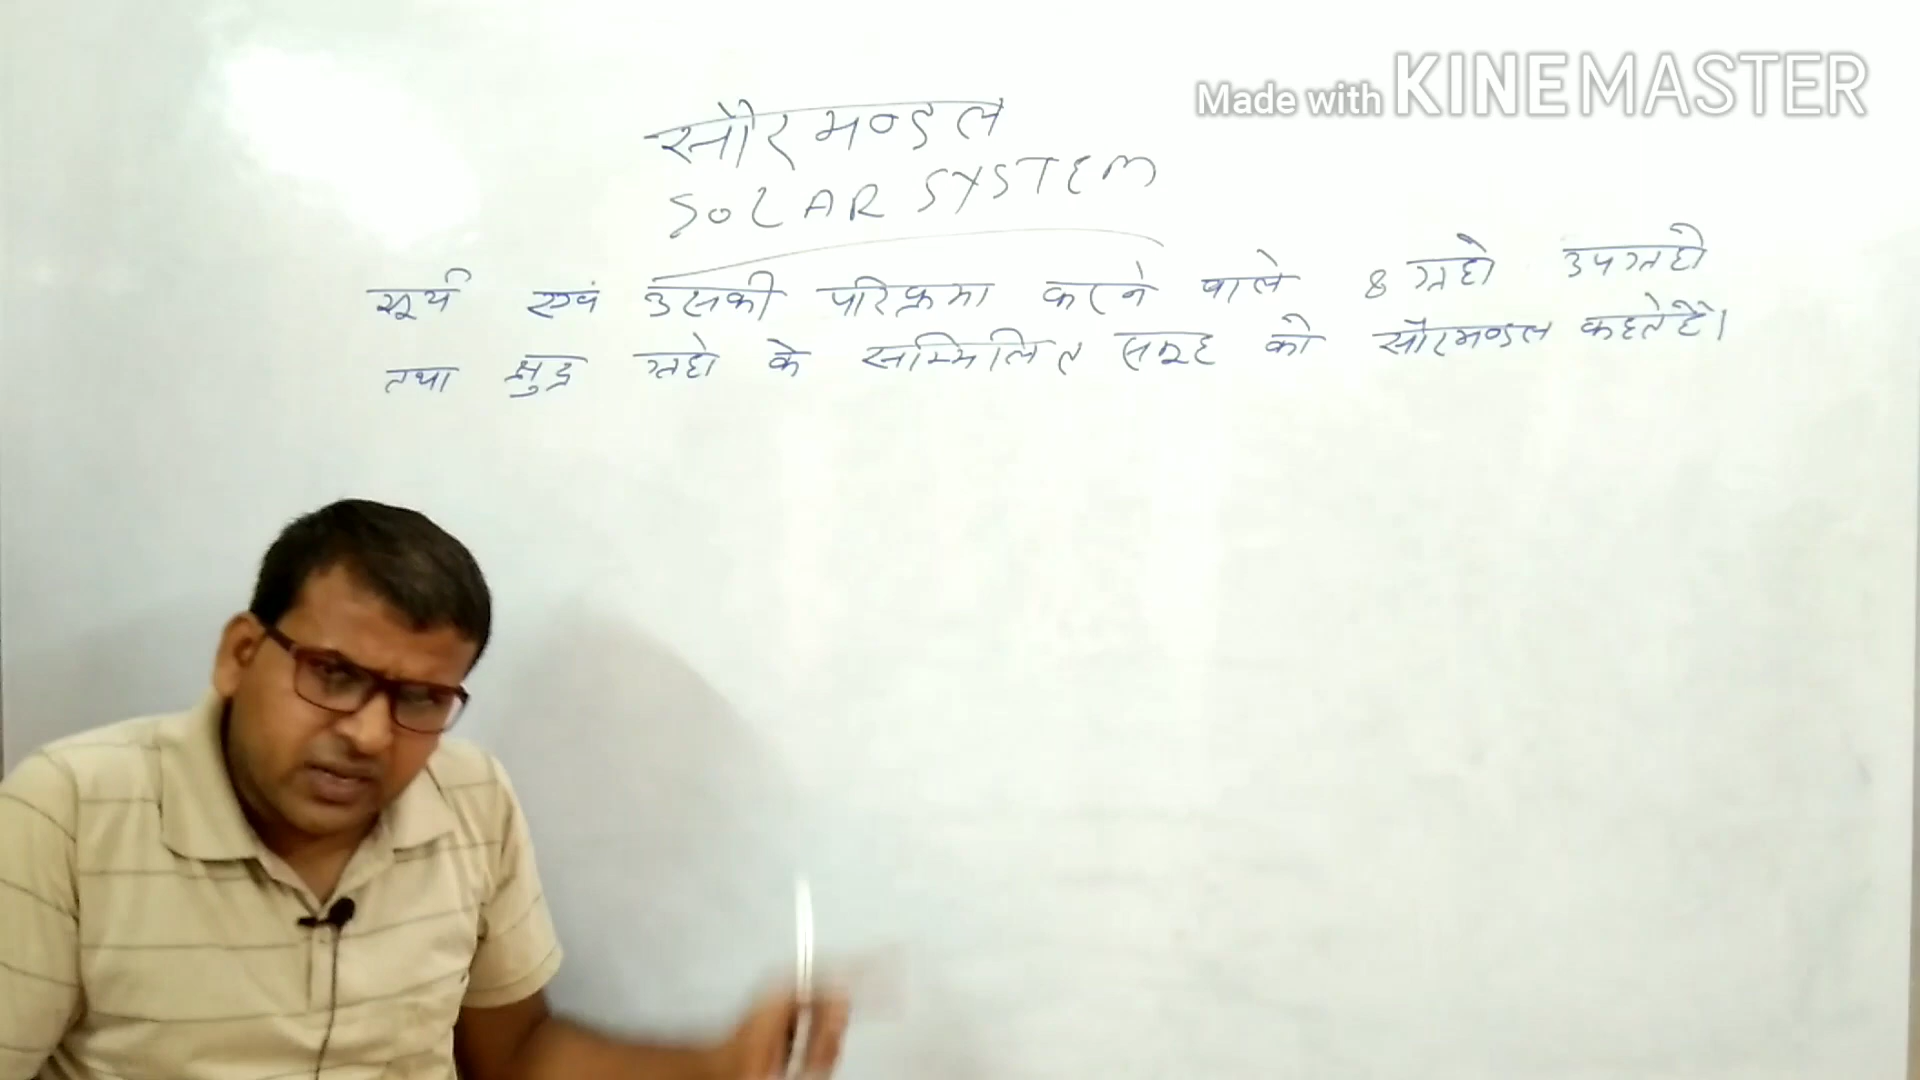 Made with KINEMASTER
सौरमण्डल
SOLAR SYSTEM
सूर्य एवं उसकी परिक्रमा करने वाले 8 ग्रहो उपग्रहो
तथा क्षुद्र ग्रहो के सम्मिलित समूह को सौरमण्डल कहते है।